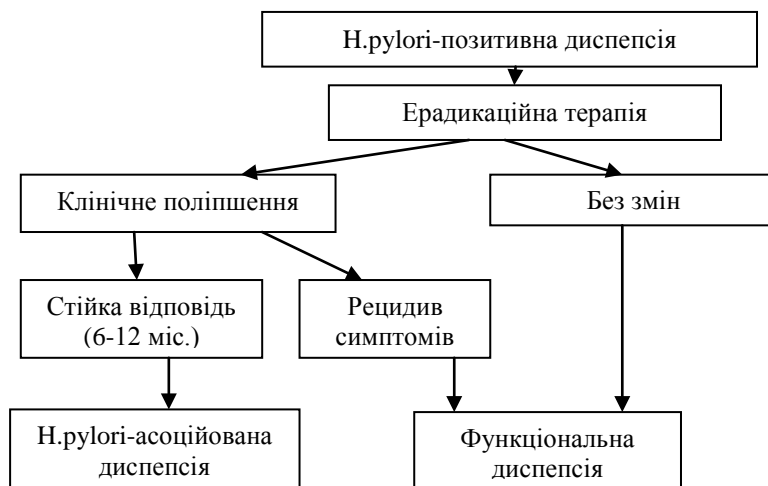 H.pylori-позитивна диспепсія
Ерадикаційна терапія
Клінічне поліпшення
Без змін
Стійка відповідь
(6-12 міс.)
Рецидив
симптомів
H.pylori-асоційована
диспепсія
Функціональна
диспепсія